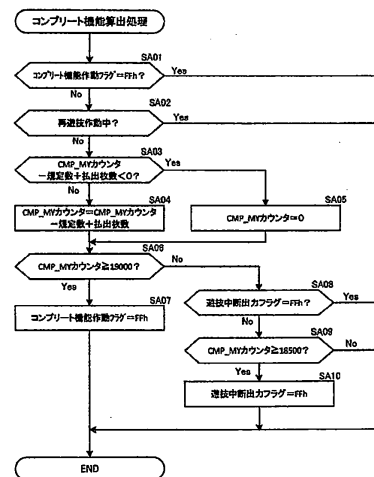 コンプリート機能算出処理
SA01
コンプリート機能作動フラグ=FFh?
Yes
No
SA02
再遊技作動中?
Yes
No
SA03
CMP_MYカウンタ
-規定数+払出枚数<0?
Yes
No
SA04
CMP_MYカウンタ=CMP_MYカウンタ
-規定数+払出枚数
SA05
CMP_MYカウンタ=0
SA06
CMP_MYカウンタ≧19000?
No
Yes
SA07
コンプリート機能作動フラグ=FFh
SA08
遊技中断出力フラグ=FFh?
Yes
No
SA09
CMP_MYカウンタ≧18500?
No
Yes
SA10
遊技中断出力フラグ=FFh
END